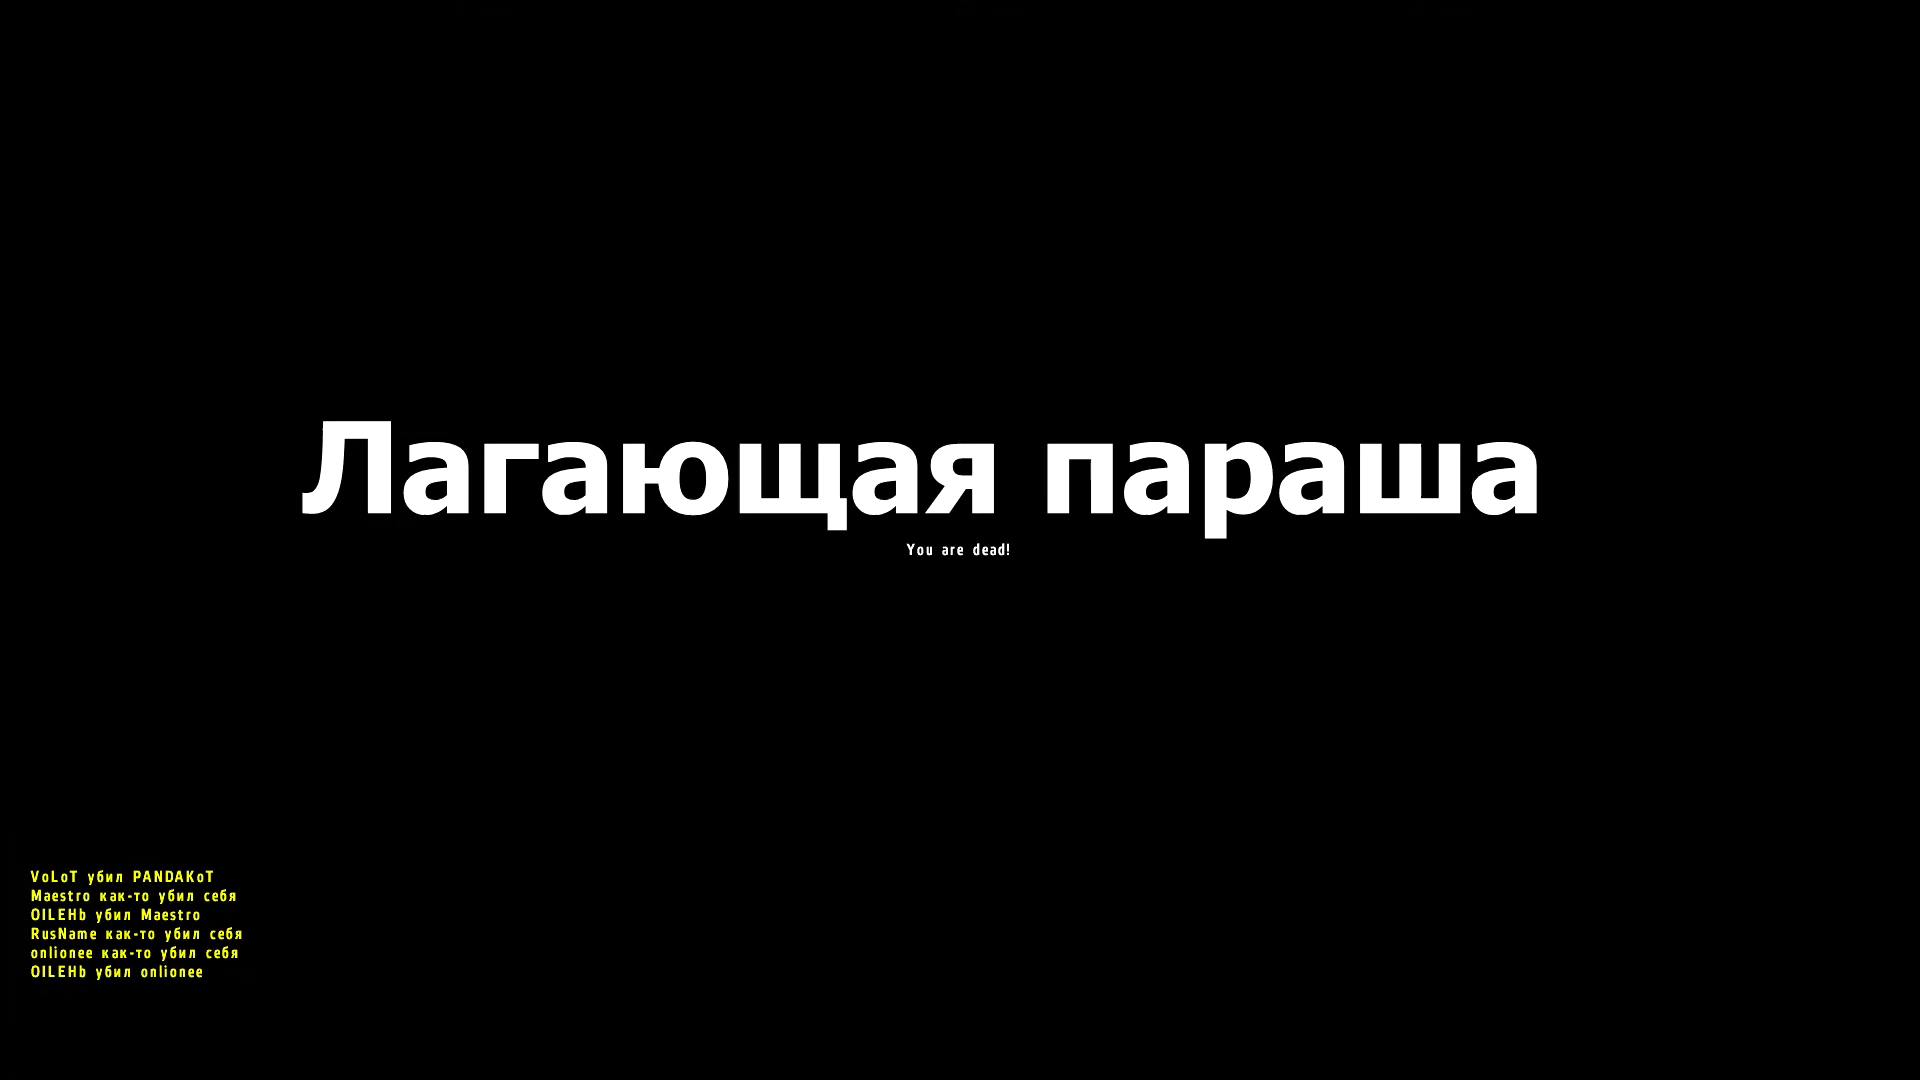 Лагающая параша
You are dead!
VoLoT убил PANDAKoT
Maestro как-то убил себя
OILEHb убил Maestro
RusName как-то убил себя
onlionee как-то убил себя
OILEHb убил onlionee